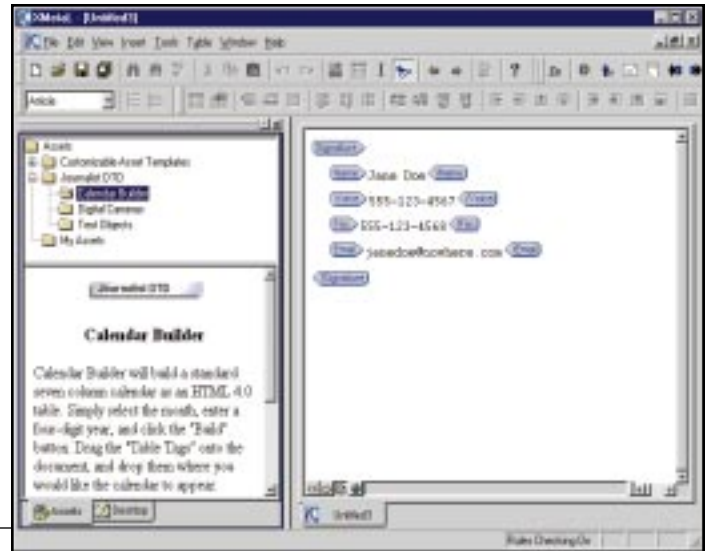 XMetaL - [Untitled3]
File Edit View Insert Tools Table Window Help
Article
Assets
Customizable Asset Templates
Journalist DTD
Calendar Builder
Digital Cameras
Text Objects
My Assets
Journalist DTD
Calendar Builder
Calendar Builder will build a standard
seven column calendar as an HTML 4.0
table. Simply select the month, enter a
four-digit year, and click the "Build"
button. Drag the "Table Tags" onto the
document, and drop them where you
would like the calendar to appear.
Assets Desktop
Signature
Name Jane Doe Name
Voice 555-123-4567 Voice
Fax 555-123-4568 Fax
Email janedoe@nowhere.com Email
Signature
Untitled3
Rules Checking On